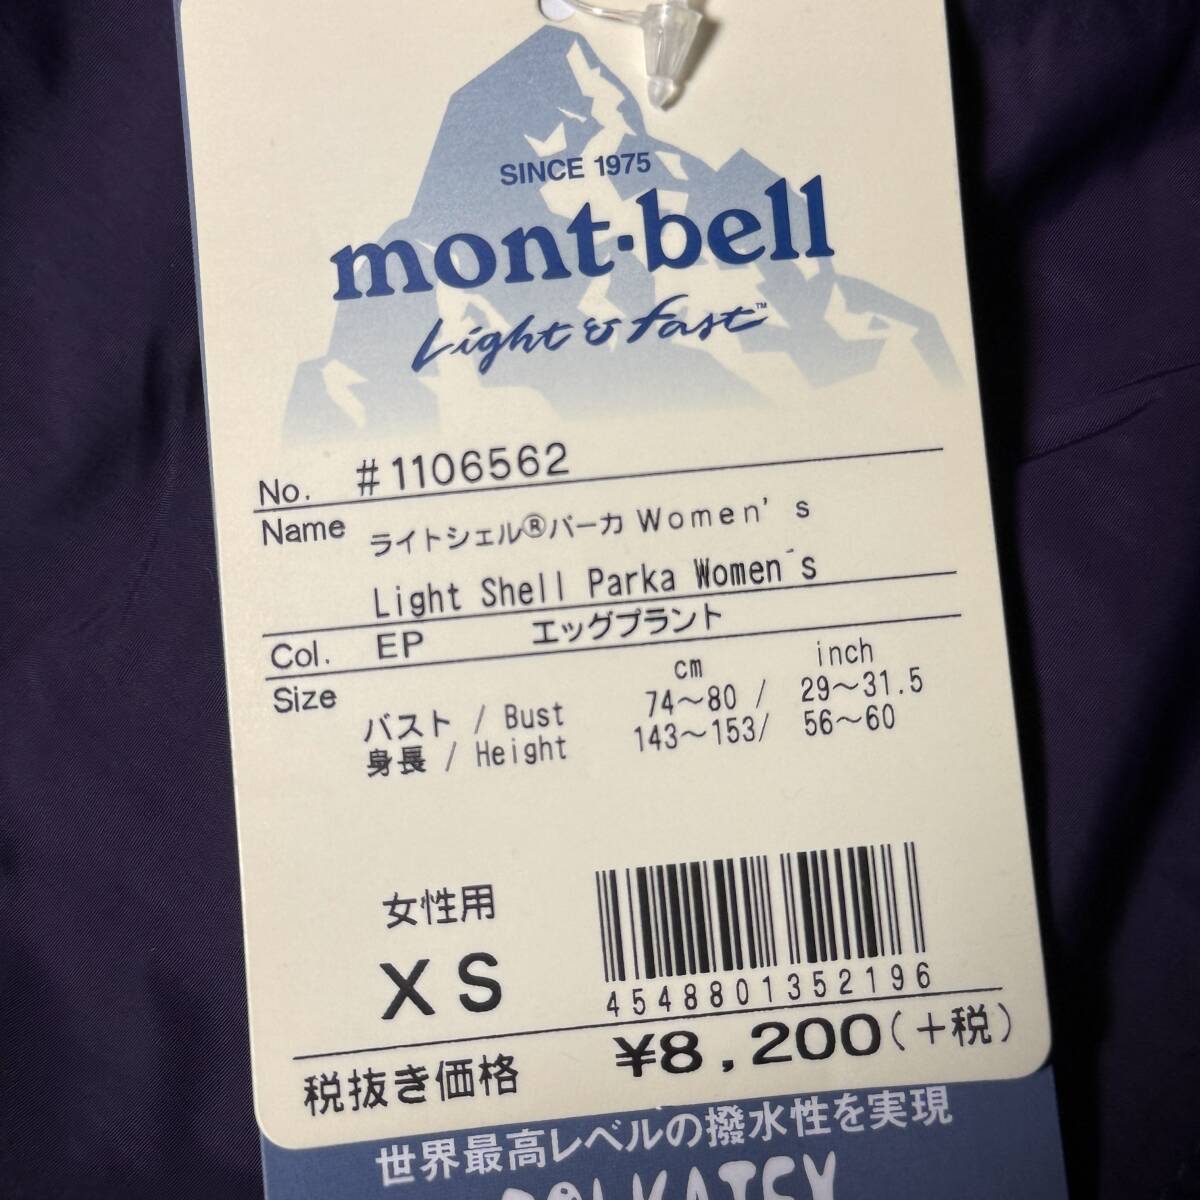 SINCE 1975
mont-bell
Light & Fast™
No. #1106562
Name ライトシェル®パーカ Women's
Light Shell Parka Women´s
Col. EP エッグプラント
Size cm inch
バスト / Bust 74～80 / 29～31.5
身長 / Height 143～153/ 56～60
女性用
XS
4548801352196
税抜き価格 ¥8,200(+税)
世界最高レベルの撥水性を実現
POLKATEX